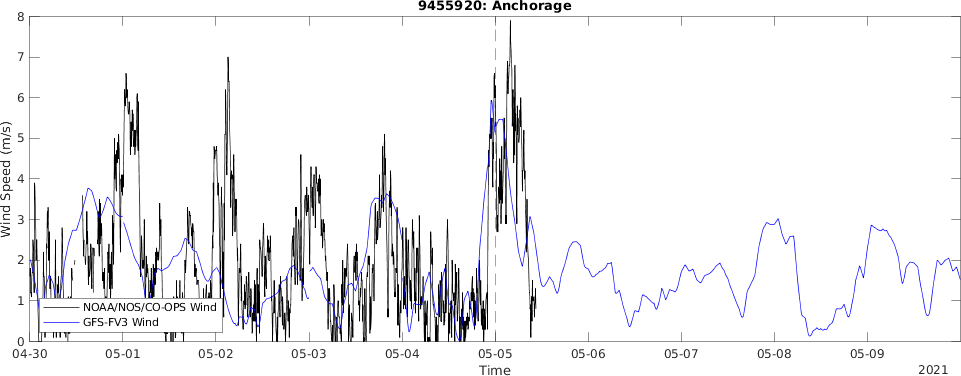 9455920: Anchorage
8
7
6
5
4
3
2
1
0
Wind Speed (m/s)
NOAA/NOS/CO-OPS Wind
GFS-FV3 Wind
04-30 05-01 05-02 05-03 05-04 05-05 05-06 05-07 05-08 05-09
Time
2021